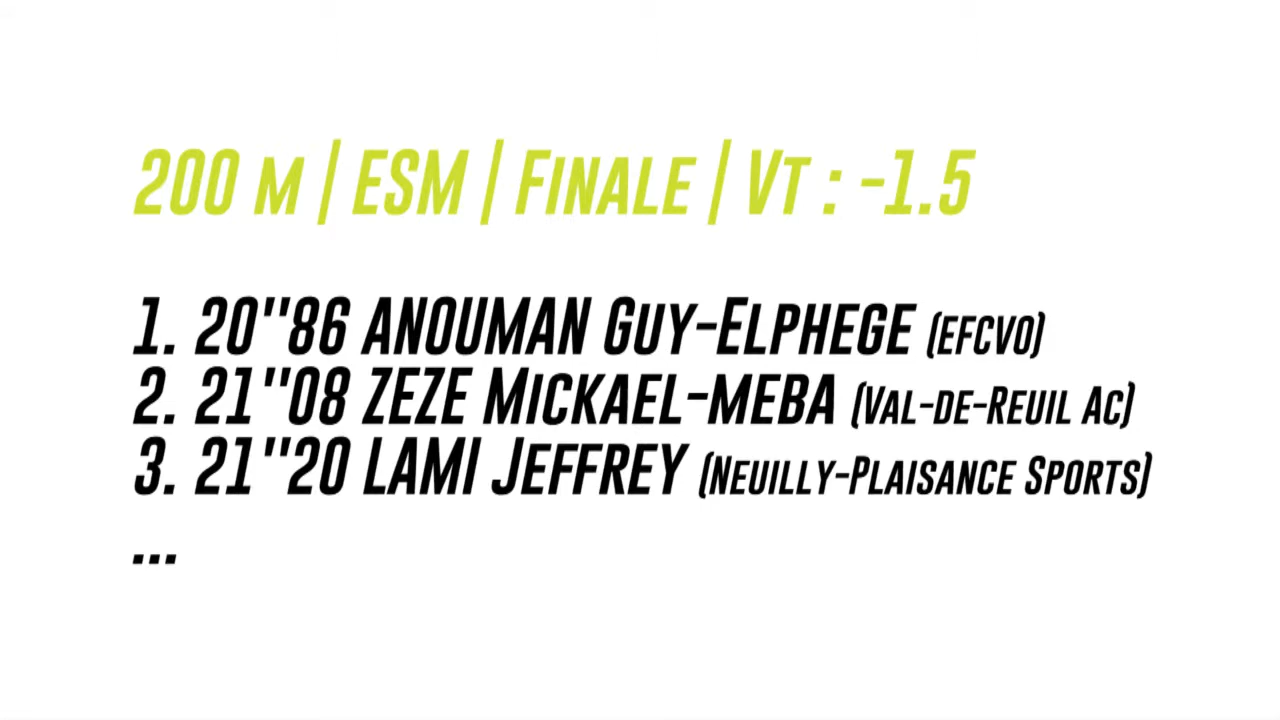 200 m | ESM | Finale | Vt : -1.5
1. 20"86 ANOUMAN Guy-Elphege (EFCVO)
2. 21"08 ZEZE Mickael-meba (Val-de-Reuil Ac)
3. 21"20 LAMI Jeffrey (Neuilly-Plaisance Sports)
...